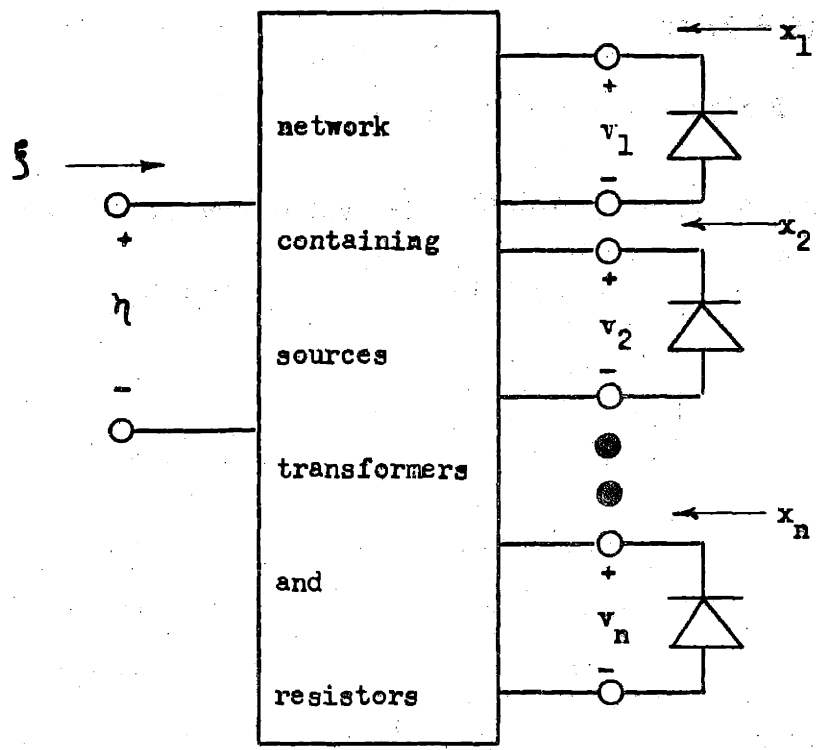 x1
network
+
v1
ξ
-
x2
+
containing
+
η
v2
sources
-
-
transformers
xn
+
and
vn
-
resistors